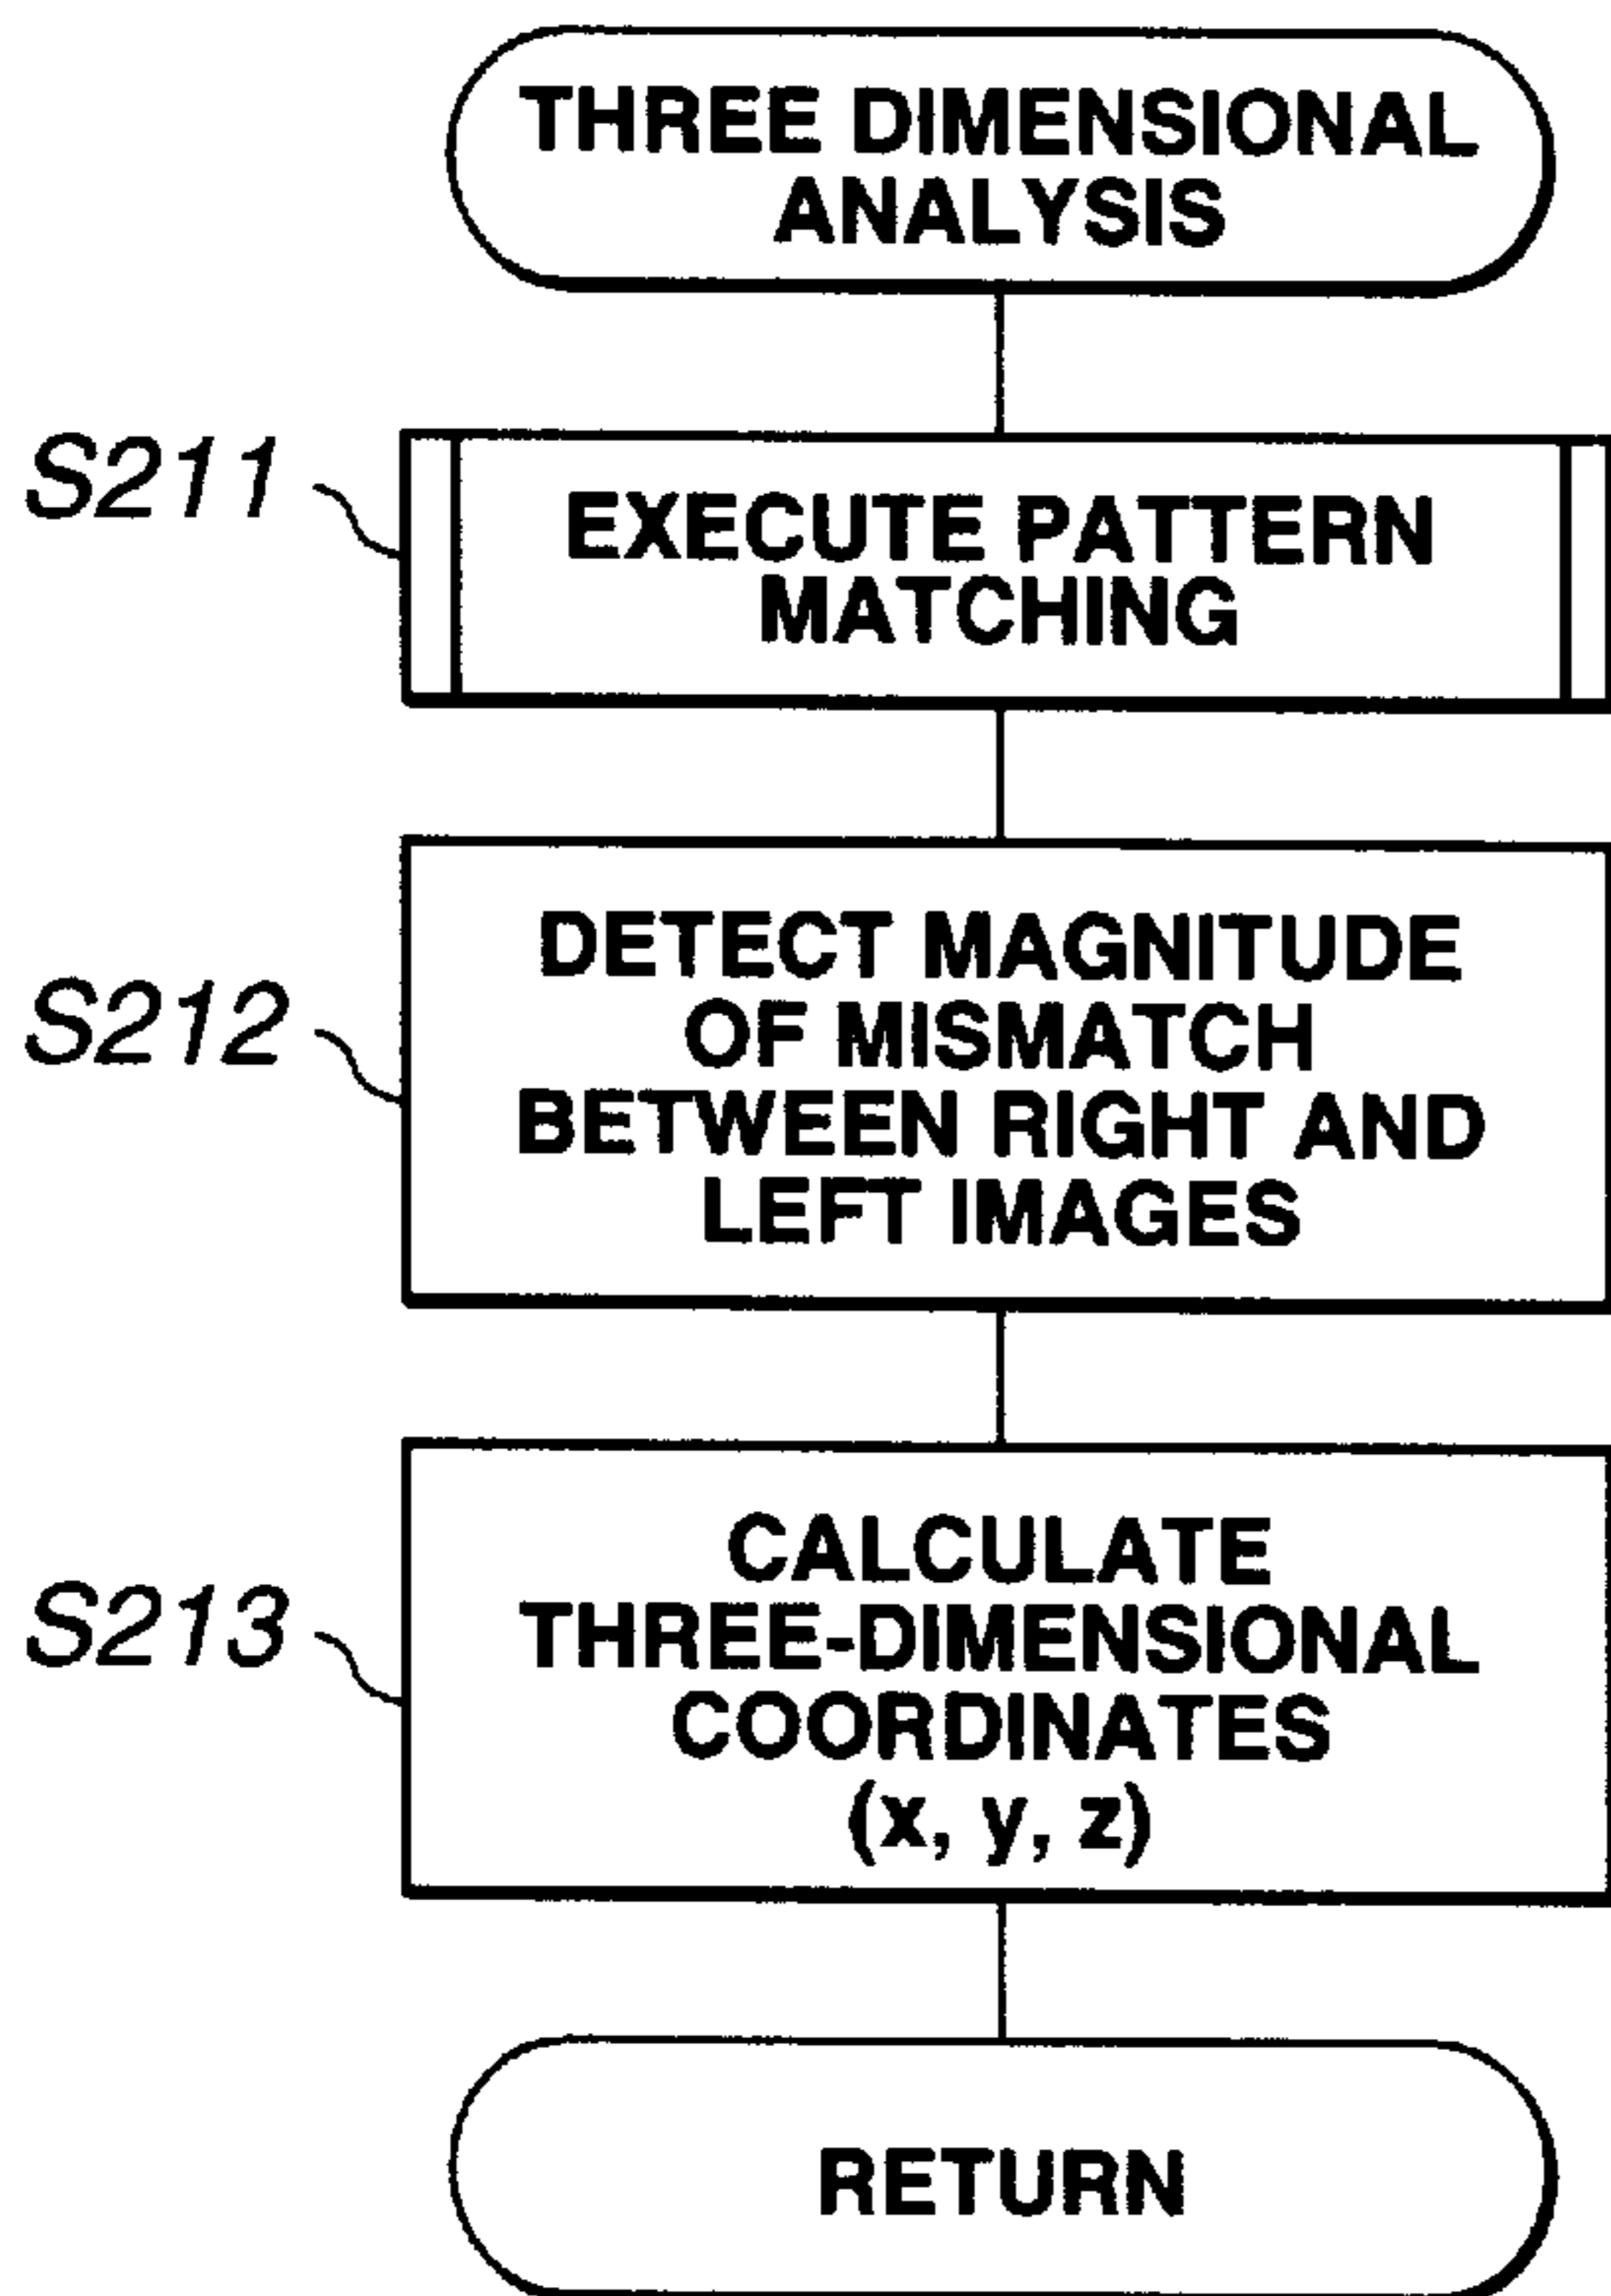 THREE DIMENSIONAL
ANALYSIS
S211
EXECUTE PATTERN
MATCHING
S212
DETECT MAGNITUDE
OF MISMATCH
BETWEEN RIGHT AND
LEFT IMAGES
S213
CALCULATE
THREE-DIMENSIONAL
COORDINATES
(x, y, z)
RETURN